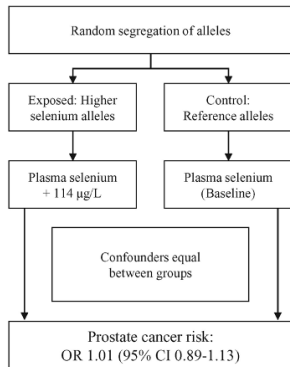 Random segregation of alleles
Exposed: Higher
selenium alleles
Control:
Reference alleles
Plasma selenium
+ 114 µg/L
Plasma selenium
(Baseline)
Confounders equal
between groups
Prostate cancer risk:
OR 1.01 (95% CI 0.89-1.13)